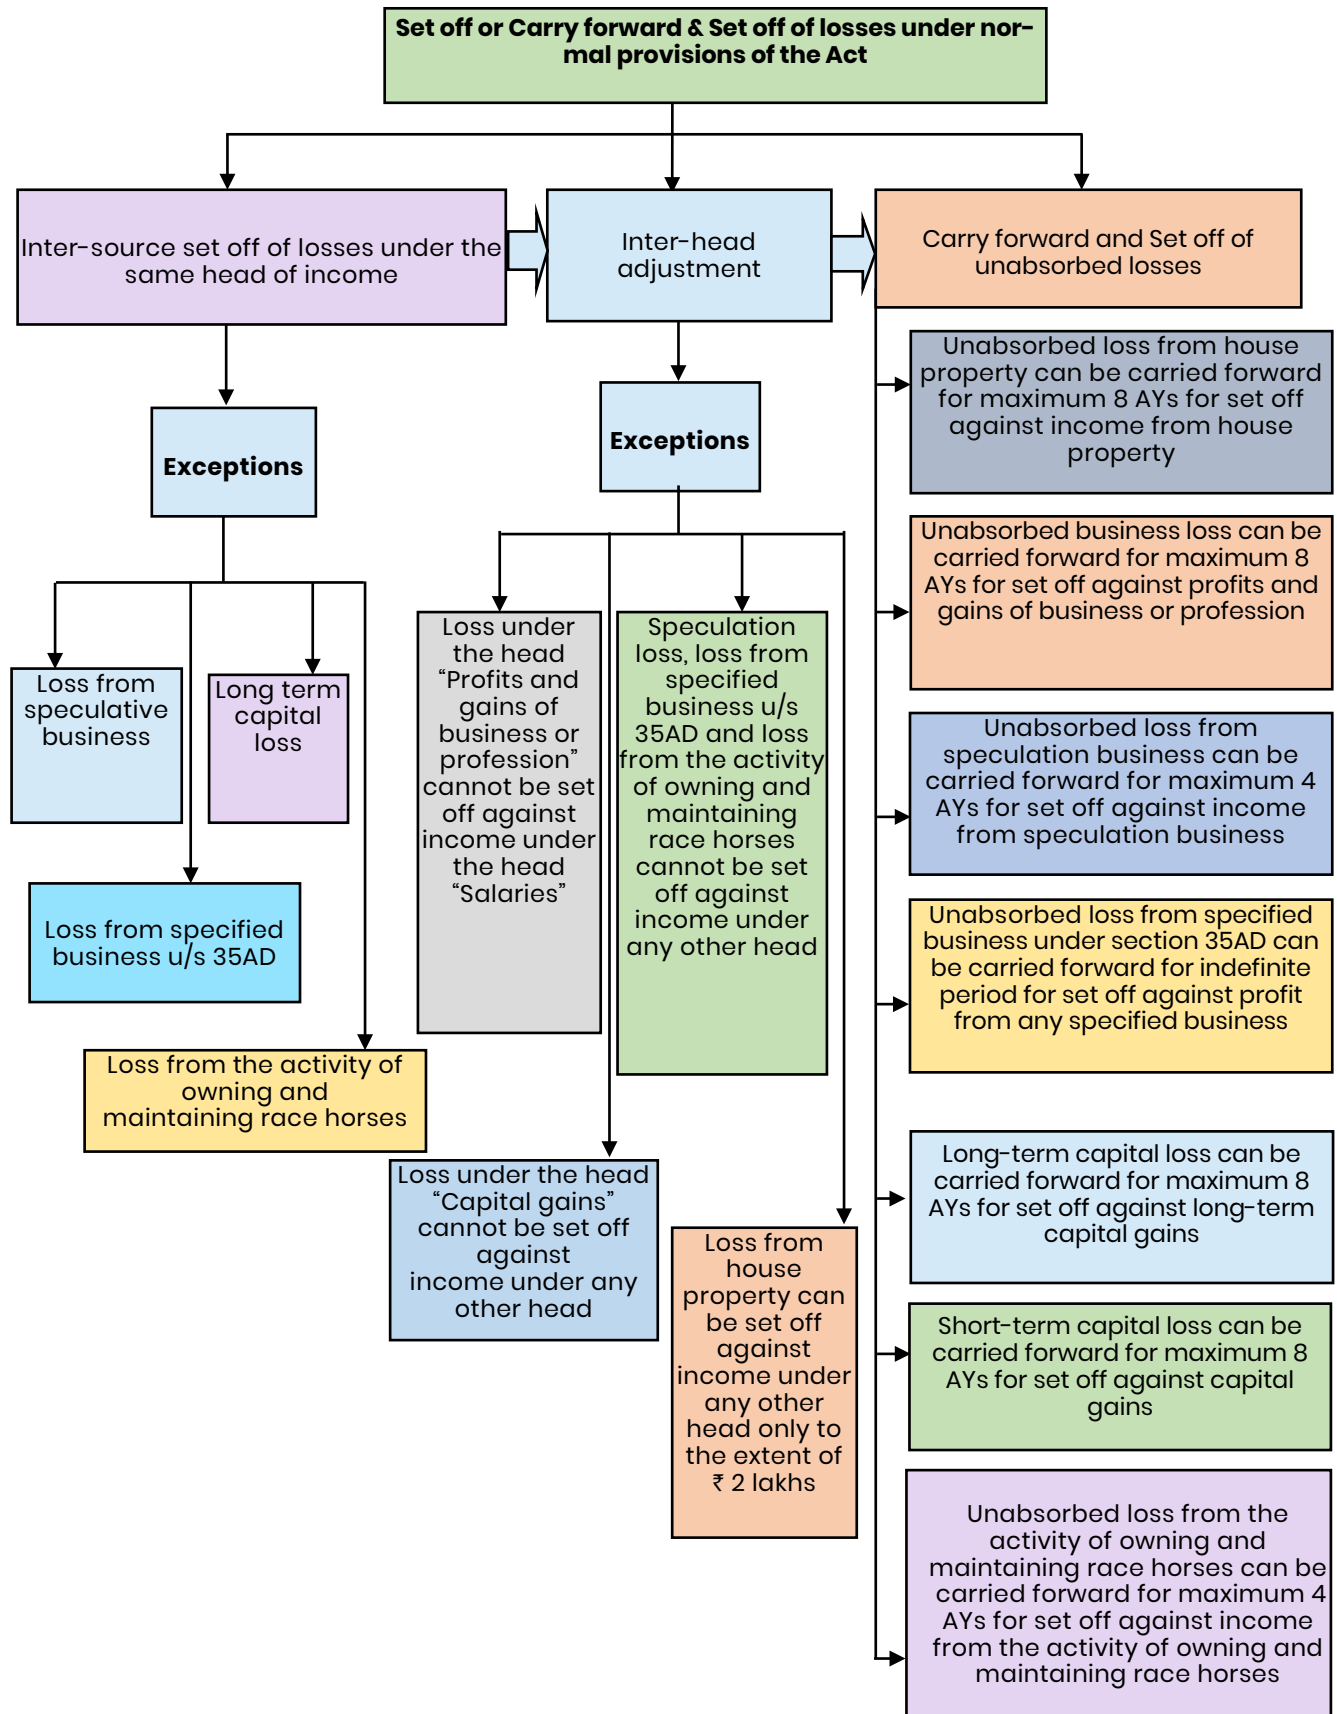 Set off or Carry forward & Set off of losses under nor-
mal provisions of the Act
Inter-source set off of losses under the
same head of income
Inter-head
adjustment
Carry forward and Set off of
unabsorbed losses
Exceptions
Loss from
speculative
business
Long term
capital
loss
Loss from specified
business u/s 35AD
Loss from the activity of
owning and
maintaining race horses
Exceptions
Loss under
the head
“Profits and
gains of
business or
profession”
cannot be set
off against
income under
the head
“Salaries”
Speculation
loss, loss from
specified
business u/s
35AD and loss
from the activity
of owning and
maintaining
race horses
cannot be set
off against
income under
any other head
Loss under the head
“Capital gains”
cannot be set off
against
income under any
other head
Loss from
house
property can
be set off
against
income under
any other
head only to
the extent of
₹ 2 lakhs
Unabsorbed loss from house
property can be carried forward
for maximum 8 AYs for set off
against income from house
property
Unabsorbed business loss can be
carried forward for maximum 8
AYs for set off against profits and
gains of business or profession
Unabsorbed loss from
speculation business can be
carried forward for maximum 4
AYs for set off against income
from speculation business
Unabsorbed loss from specified
business under section 35AD can
be carried forward for indefinite
period for set off against profit
from any specified business
Long-term capital loss can be
carried forward for maximum 8
AYs for set off against long-term
capital gains
Short-term capital loss can be
carried forward for maximum 8
AYs for set off against capital
gains
Unabsorbed loss from the
activity of owning and
maintaining race horses can be
carried forward for maximum 4
AYs for set off against income
from the activity of owning and
maintaining race horses